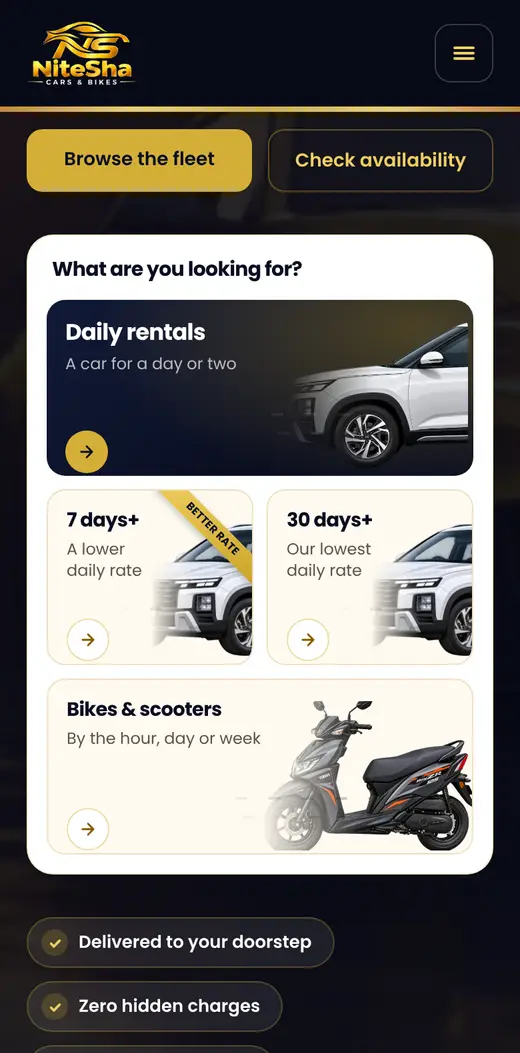 NS
NiteSha
CARS & BIKES
Browse the fleet
Check availability
What are you looking for?
Daily rentals
A car for a day or two
7 days+
A lower
daily rate
BETTER RATE
30 days+
Our lowest
daily rate
Bikes & scooters
By the hour, day or week
Delivered to your doorstep
Zero hidden charges